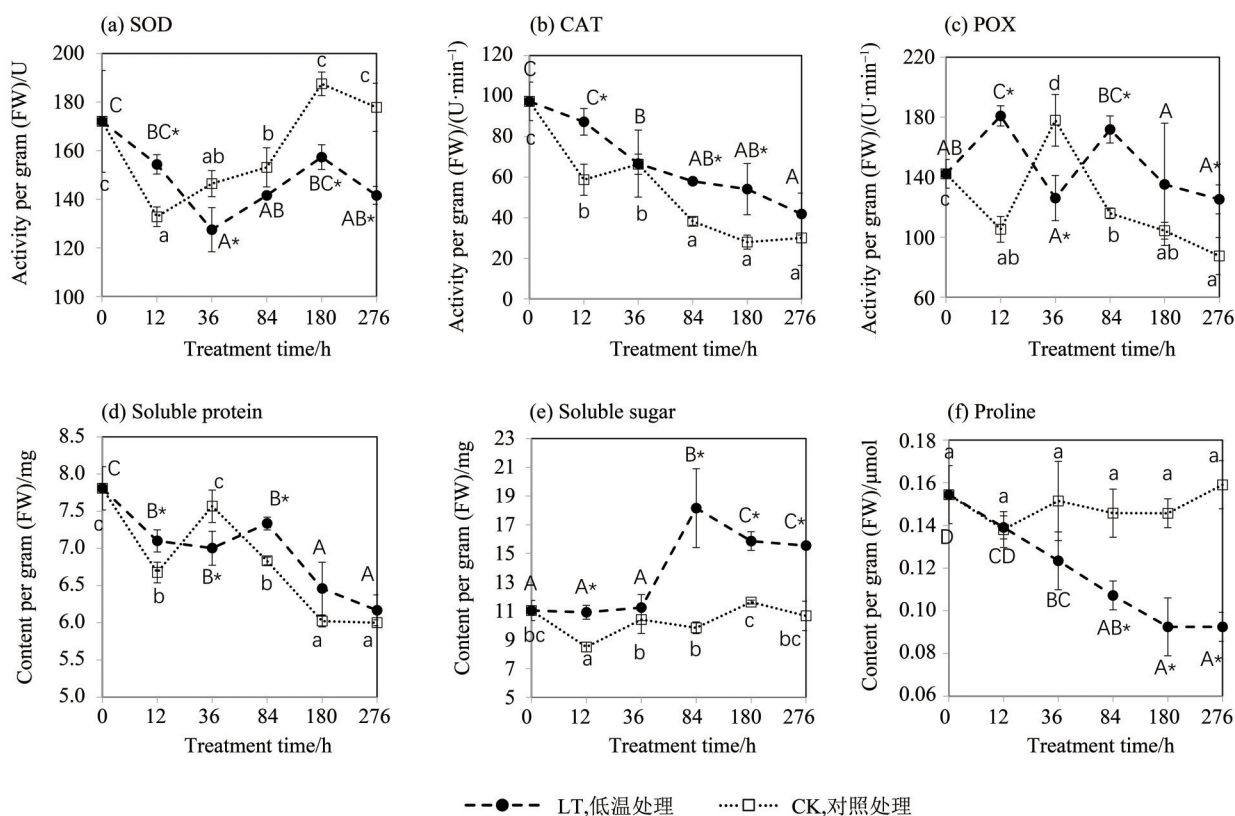 (a) SOD
Activity per gram (FW)/U
200
180
160
140
120
100
C
c
BC*
a
ab
A*
b
AB
c
BC*
c
AB*
0 12 36 84 180 276
Treatment time/h
(b) CAT
Activity per gram (FW)/(U·min⁻¹)
120
100
80
60
40
20
0
C
c
C*
b
B
b
AB*
a
AB*
a
A
a
0 12 36 84 180 276
Treatment time/h
(c) POX
Activity per gram (FW)/(U·min⁻¹)
220
180
140
100
60
AB
c
C*
ab
d
A*
BC*
b
A
ab
A*
a
0 12 36 84 180 276
Treatment time/h
(d) Soluble protein
Content per gram (FW)/mg
8.5
8.0
7.5
7.0
6.5
6.0
5.5
5.0
C
c
B*
b
c
B*
B*
b
A
a
A
a
0 12 36 84 180 276
Treatment time/h
(e) Soluble sugar
Content per gram (FW)/mg
23
21
19
17
15
13
11
9
7
5
A
bc
A*
a
A
b
B*
b
C*
c
C*
bc
0 12 36 84 180 276
Treatment time/h
(f) Proline
Content per gram (FW)/μmol
0.18
0.16
0.14
0.12
0.10
0.08
0.06
a
D
a
CD
a
BC
a
AB*
a
A*
a
A*
0 12 36 84 180 276
Treatment time/h
LT,低温处理
CK,对照处理